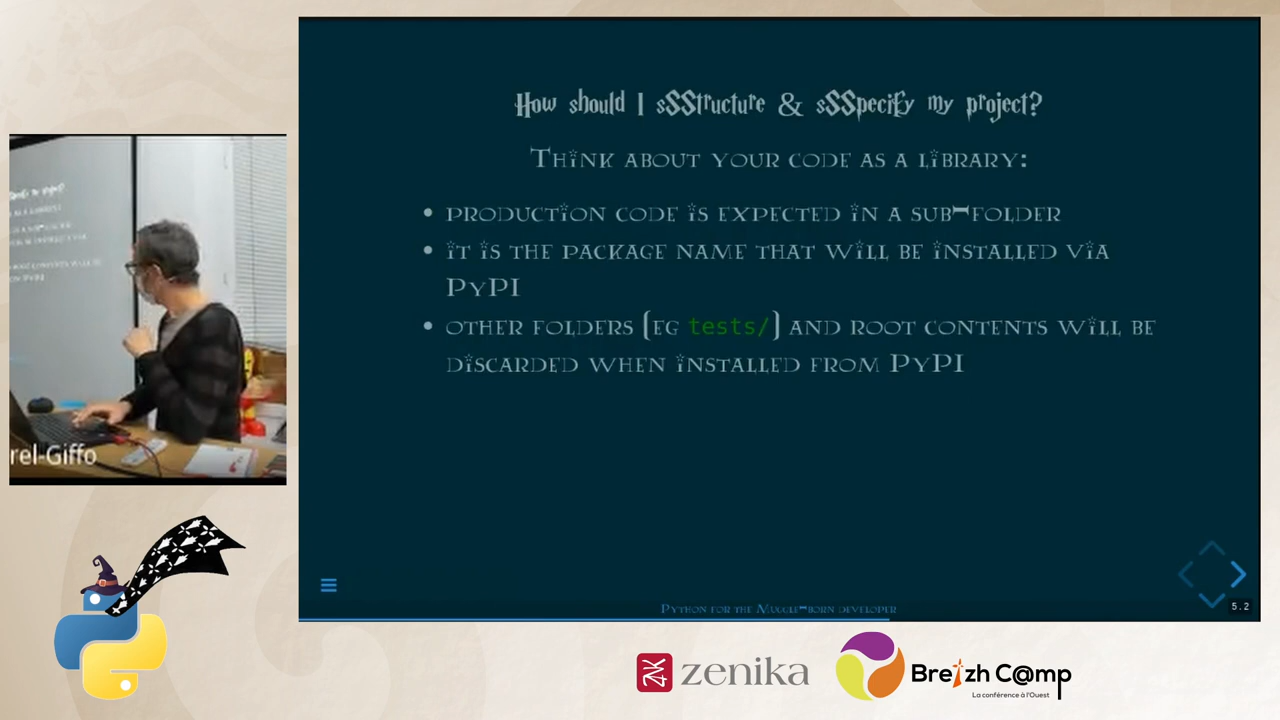 How should I sSStructure & sSSpecify my project?
Think about your code as a library:
production code is expected in a sub-folder
it is the package name that will be installed via
PyPI
other folders (eg tests/) and root contents will be
discarded when installed from PyPI
rel-Giffo
Python for the Muggle-born developer
5.2
zenika
Breizh C@mp
La conférence à l'Ouest